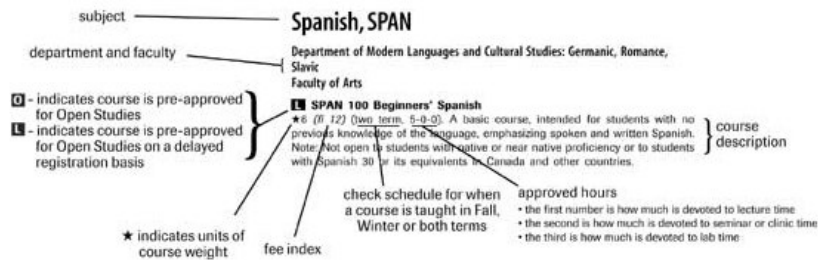 subject
Spanish, SPAN
department and faculty
Department of Modern Languages and Cultural Studies: Germanic, Romance,
Slavic
Faculty of Arts
O - indicates course is pre-approved
for Open Studies
L - indicates course is pre-approved
for Open Studies on a delayed
registration basis
L SPAN 100 Beginners' Spanish
★6 (fi 12) (two term, 5-0-0). A basic course, intended for students with no
previous knowledge of the language, emphasizing spoken and written Spanish.
Note: Not open to students with native or near native proficiency or to students
with Spanish 30 or its equivalents in Canada and other countries.
course
description
check schedule for when
a course is taught in Fall,
Winter or both terms
approved hours
• the first number is how much is devoted to lecture time
• the second is how much is devoted to seminar or clinic time
• the third is how much is devoted to lab time
★ indicates units of
course weight
fee index